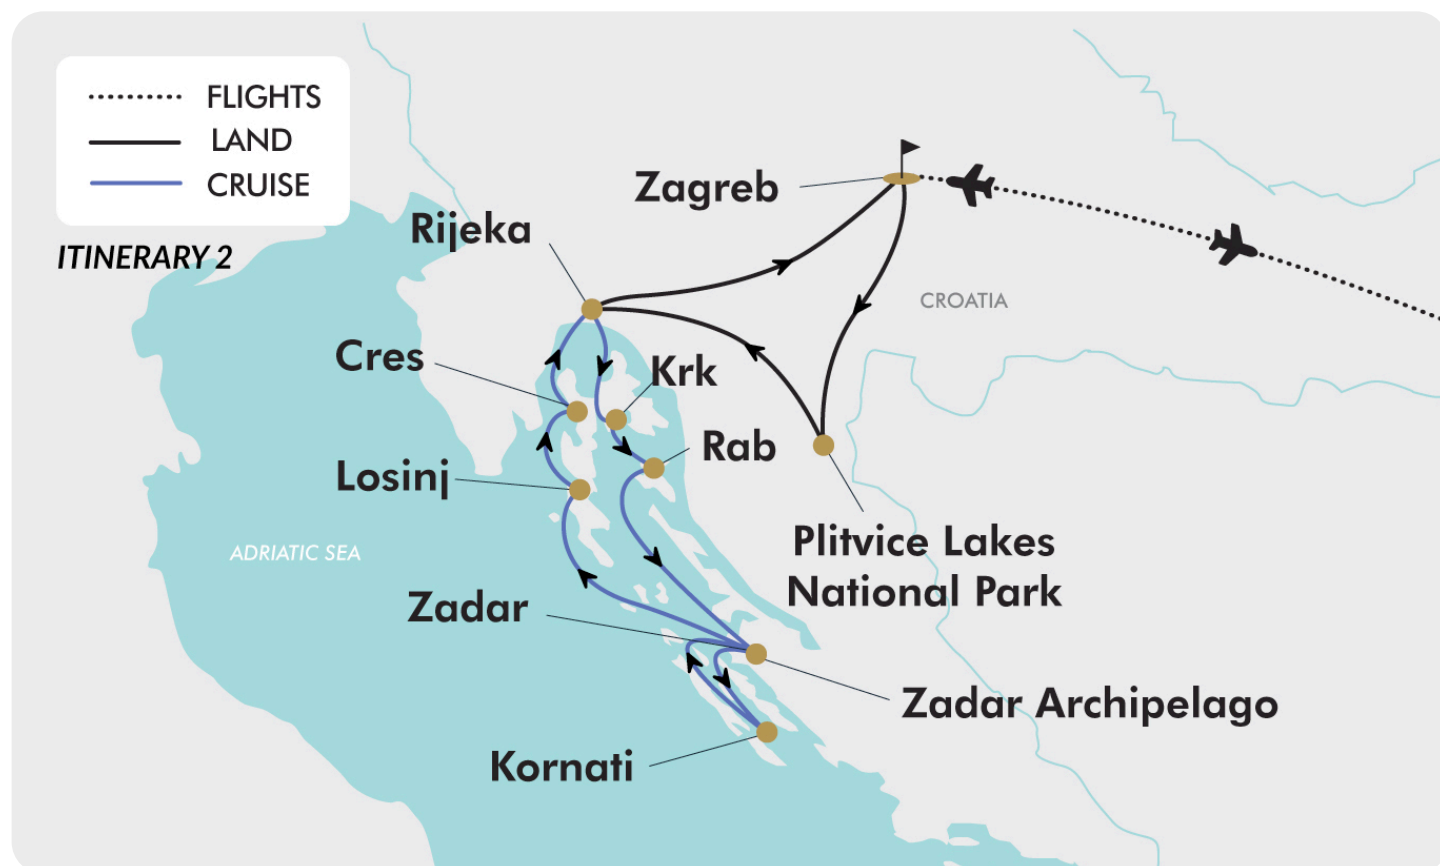 FLIGHTS
LAND
CRUISE
ITINERARY 2
Zagreb
Rijeka
CROATIA
Cres
Krk
Rab
Losinj
Plitvice Lakes
National Park
ADRIATIC SEA
Zadar
Zadar Archipelago
Kornati